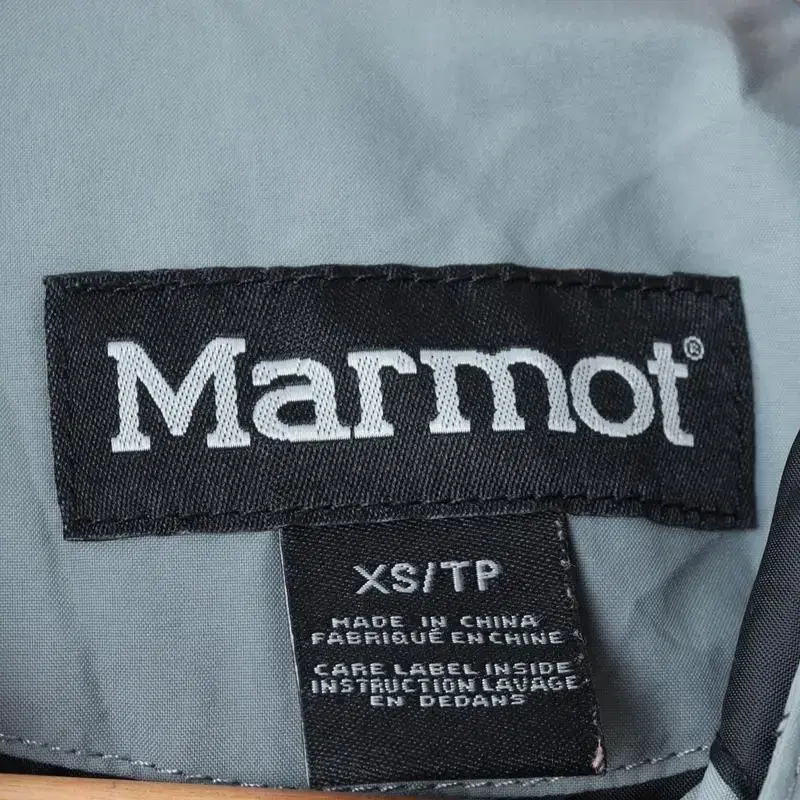 Marmot®
XS/TP
MADE IN CHINA
FABRIQUÉ EN CHINE
CARE LABEL INSIDE
INSTRUCTION LAVAGE
EN DEDANS